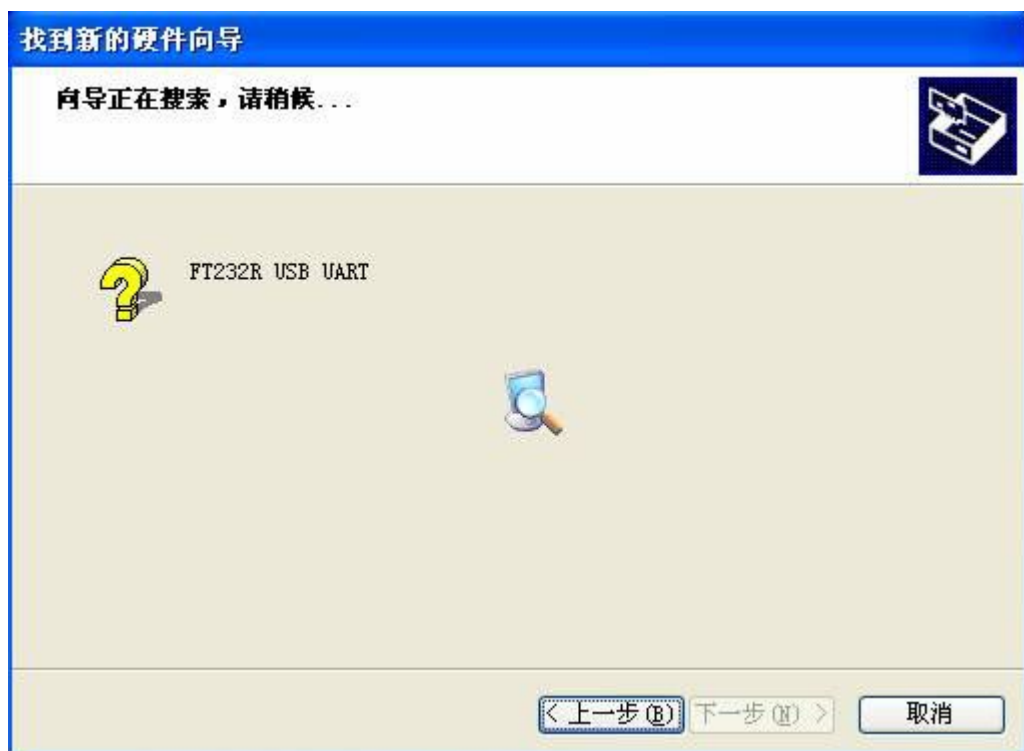 找到新的硬件向导
向导正在搜索，请稍候...
FT232R USB UART
< 上一步(B) 下一步(N) > 取消